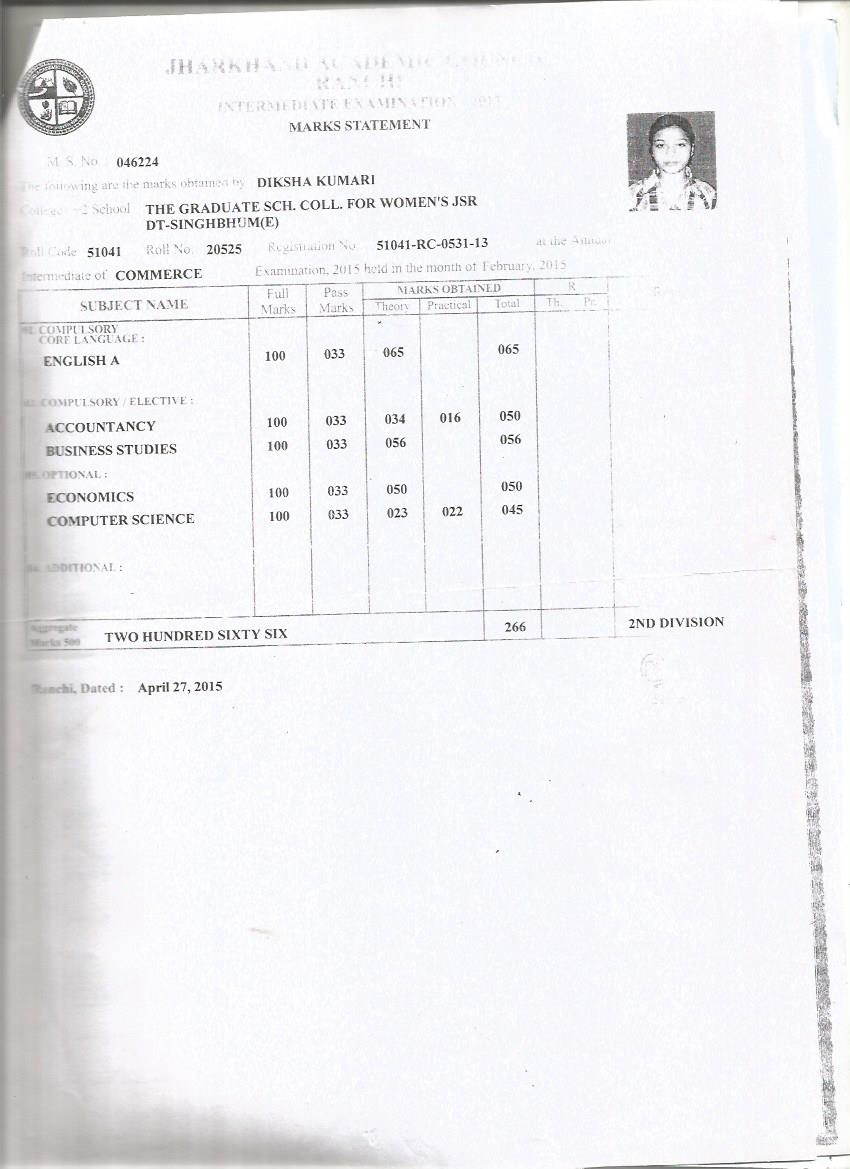 JHARKHAND ACADEMIC COUNCIL
RANCHI
INTERMEDIATE EXAMINATION
MARKS STATEMENT
M. S. No : 046224
The following are the marks obtained by DIKSHA KUMARI
College +2 School THE GRADUATE SCH. COLL. FOR WOMEN'S JSR
DT-SINGHBHUM(E)
Roll Code 51041 Roll No. 20525 Registration No. 51041-RC-0531-13 at the Annual
Intermediate of COMMERCE Examination, 2015 held in the month of February, 2015
SUBJECT NAME Full Marks Pass Marks MARKS OBTAINED R
Theory Practical Total Th. Pr.
COMPULSORY
CORE LANGUAGE :
ENGLISH A 100 033 065 065
COMPULSORY / ELECTIVE :
ACCOUNTANCY 100 033 034 016 050
BUSINESS STUDIES 100 033 056 056
OPTIONAL :
ECONOMICS 100 033 050 050
COMPUTER SCIENCE 100 033 023 022 045
ADDITIONAL :
Aggregate Marks 500 TWO HUNDRED SIXTY SIX 266 2ND DIVISION
Ranchi, Dated : April 27, 2015